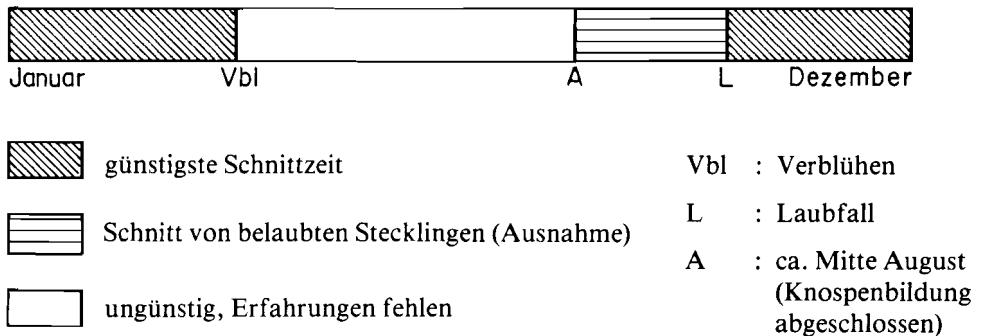 Januar Vbl A L Dezember
günstigste Schnittzeit
Schnitt von belaubten Stecklingen (Ausnahme)
ungünstig, Erfahrungen fehlen
Vbl : Verblühen
L : Laubfall
A : ca. Mitte August
(Knospenbildung
abgeschlossen)